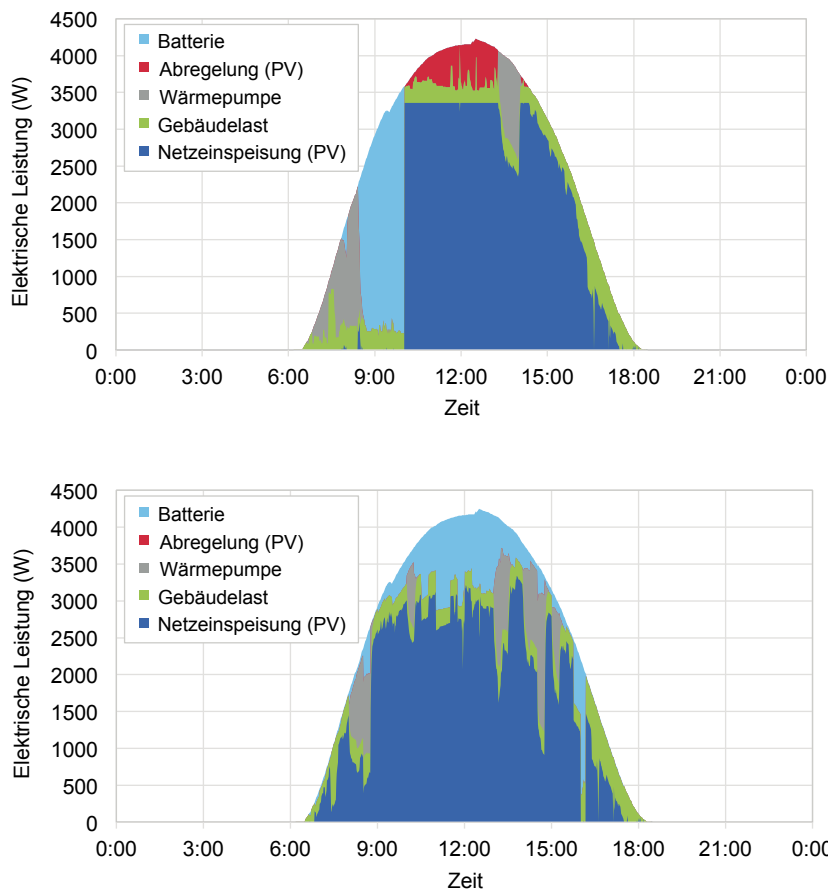 Elektrische Leistung (W)
4500
4000
3500
3000
2500
2000
1500
1000
500
0
Batterie
Abregelung (PV)
Wärmepumpe
Gebäudelast
Netzeinspeisung (PV)
0:00 3:00 6:00 9:00 12:00 15:00 18:00 21:00 0:00
Zeit
Elektrische Leistung (W)
4500
4000
3500
3000
2500
2000
1500
1000
500
0
Batterie
Abregelung (PV)
Wärmepumpe
Gebäudelast
Netzeinspeisung (PV)
0:00 3:00 6:00 9:00 12:00 15:00 18:00 21:00 0:00
Zeit